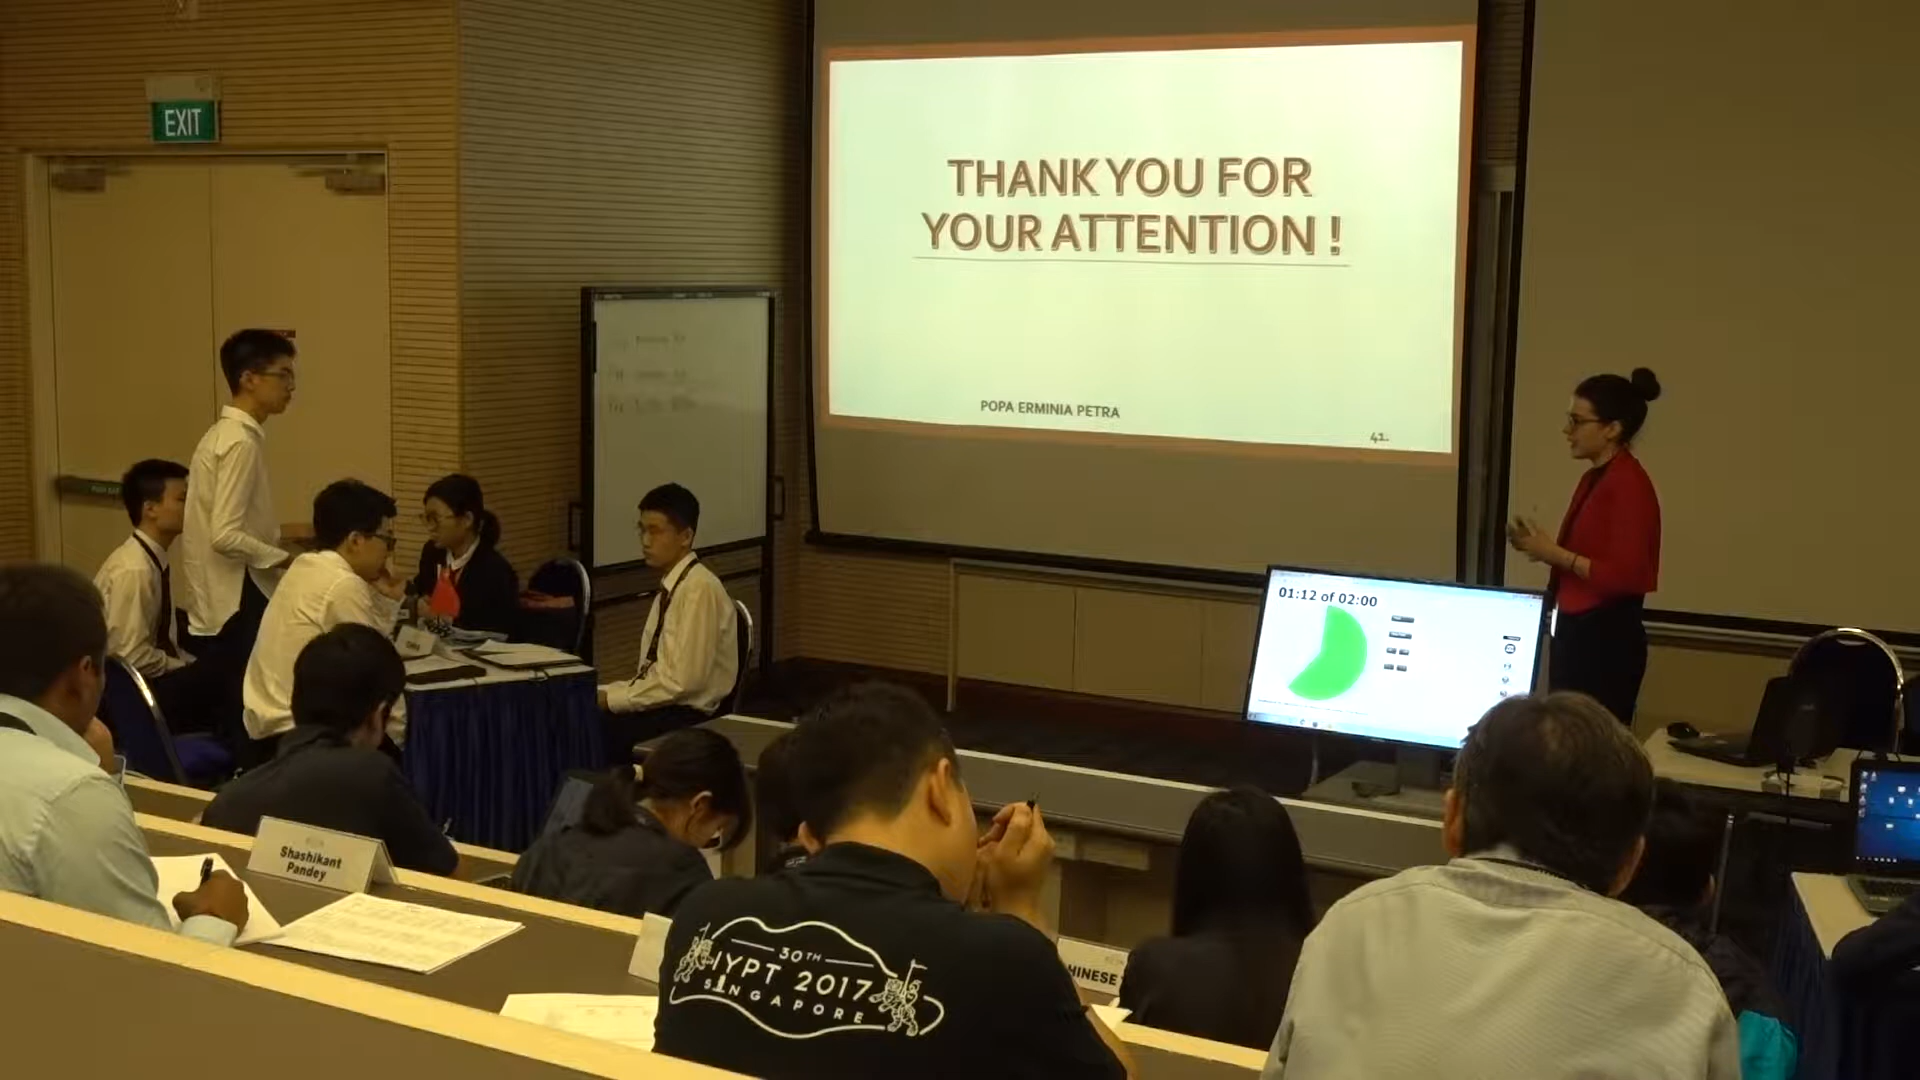 EXIT
THANK YOU FOR
YOUR ATTENTION !
POPA ERMINIA PETRA
41.
01:12 of 02:00
Shashikant
Pandey
30TH
IYPT 2017
SINGAPORE